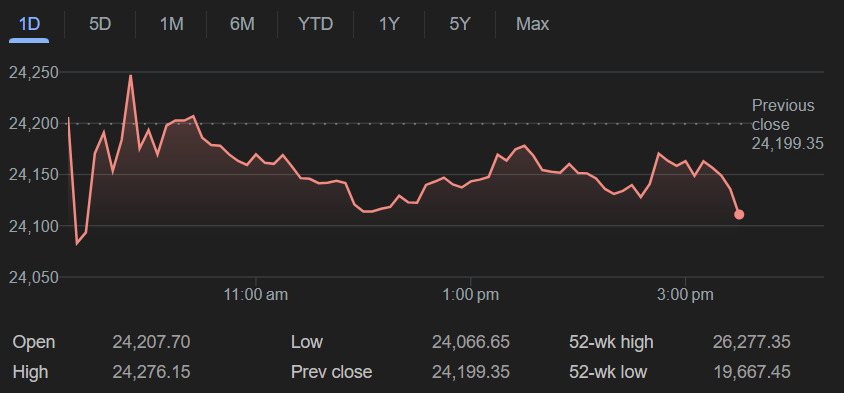 1D 5D 1M 6M YTD 1Y 5Y Max
24,250
24,200
Previous
close
24,199.35
24,150
24,100
24,050
11:00 am 1:00 pm 3:00 pm
Open 24,207.70 Low 24,066.65 52-wk high 26,277.35
High 24,276.15 Prev close 24,199.35 52-wk low 19,667.45